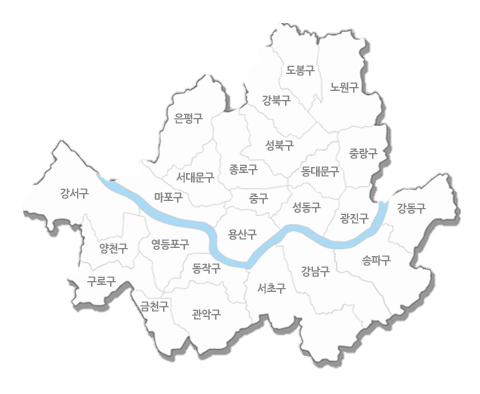 도봉구
노원구
강북구
은평구
성북구
중랑구
종로구
동대문구
서대문구
강서구
마포구
중구
성동구
강동구
광진구
용산구
양천구
영등포구
송파구
동작구
강남구
구로구
서초구
금천구
관악구